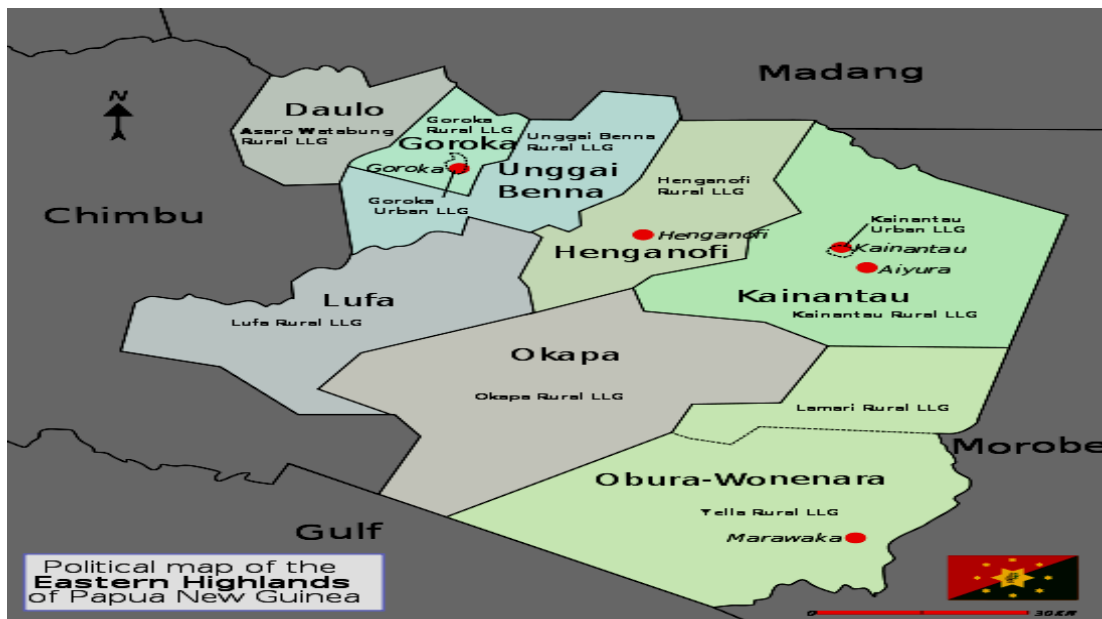 Madang
N
Daulo
Asaro Watabung
Rural LLG
Goroka
Rural LLG
Goroka
Goroka
Unggai Benna
Rural LLG
Unggai
Benna
Goroka
Urban LLG
Henganofi
Rural LLG
Chimbu
Kainantau
Urban LLG
Henganofi
Kainantau
Henganofi
Aiyura
Lufa
Kainantau
Lufa Rural LLG
Kainantau Rural LLG
Okapa
Okapa Rural LLG
Lamari Rural LLG
Morobe
Obura-Wonenara
Yelia Rural LLG
Gulf
Marawaka
Political map of the
Eastern Highlands
of Papua New Guinea
0 30 KM